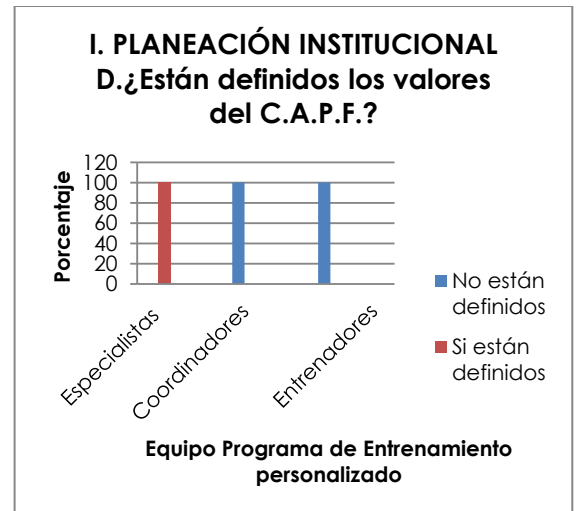 I. PLANEACIÓN INSTITUCIONAL
D.¿Están definidos los valores
del C.A.P.F.?
Porcentaje
120
100
80
60
40
20
0
Especialistas
Coordinadores
Entrenadores
No están
definidos
Si están
definidos
Equipo Programa de Entrenamiento
personalizado